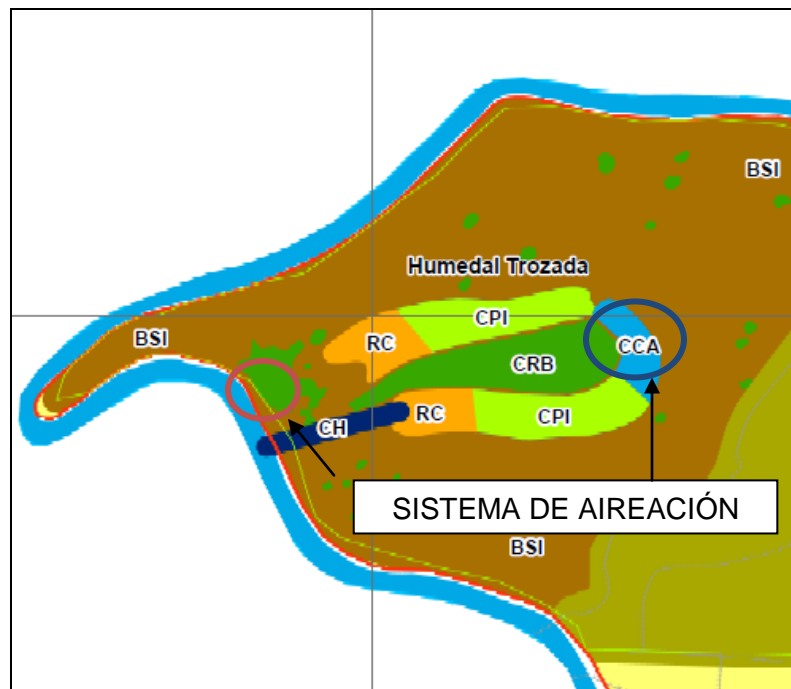 BSI
Humedal Trozada
CPI
BSI
RC
CCA
CRB
RC
CPI
CH
SISTEMA DE AIREACIÓN
BSI